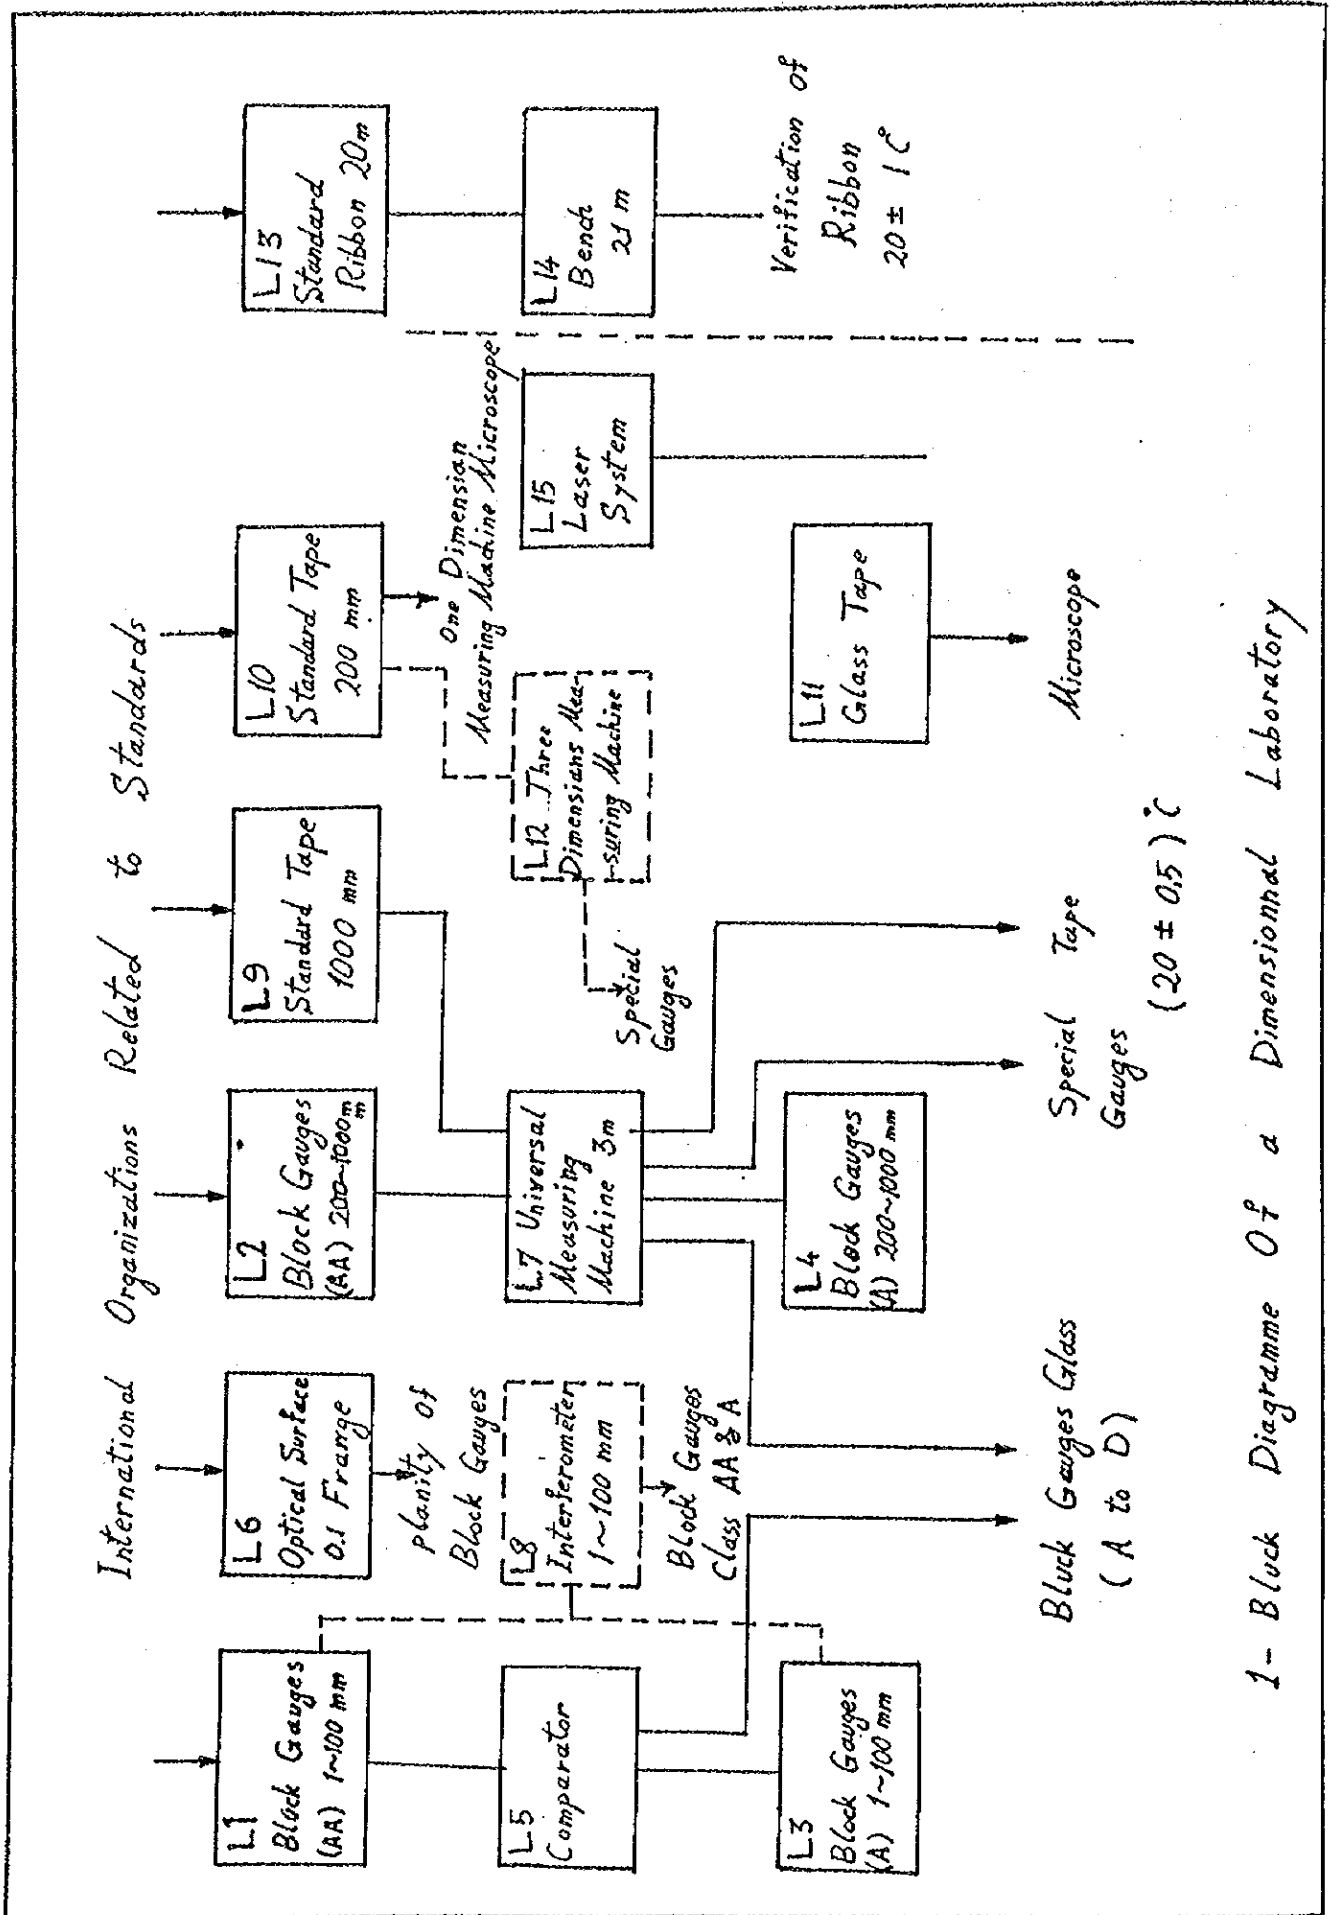 International Organizations Related to Standards
L1
Block Gauges
(AA) 1~100 mm
L6
Optical Surface
0.1 Frange
L2
Block Gauges
(AA) 200~1000 mm
L9
Standard Tape
1000 mm
L10
Standard Tape
200 mm
L13
Standard
Ribbon 20m
planity of
Block Gauges
One Dimension
Measuring Machine Microscope
L5
Comparator
L8
Interferometer
1~100 mm
L7 Universal
Measuring
Machine 3m
L12 Three
Dimensians Mea-
suring Machine
L15
Laser
System
L14
Bench
21 m
Block Gauges
Class AA & A
Special
Gauges
L3
Block Gauges
(A) 1~100 mm
L4
Block Gauges
(A) 200~1000 mm
L11
Glass Tape
Verification of
Ribbon
20 ± 1 °C
Bluck Gauges Glass
( A to D )
Special
Gauges
Tape
Microscope
(20 ± 0.5) °C
1- Bluck Diagramme Of a Dimensionnal Laboratory